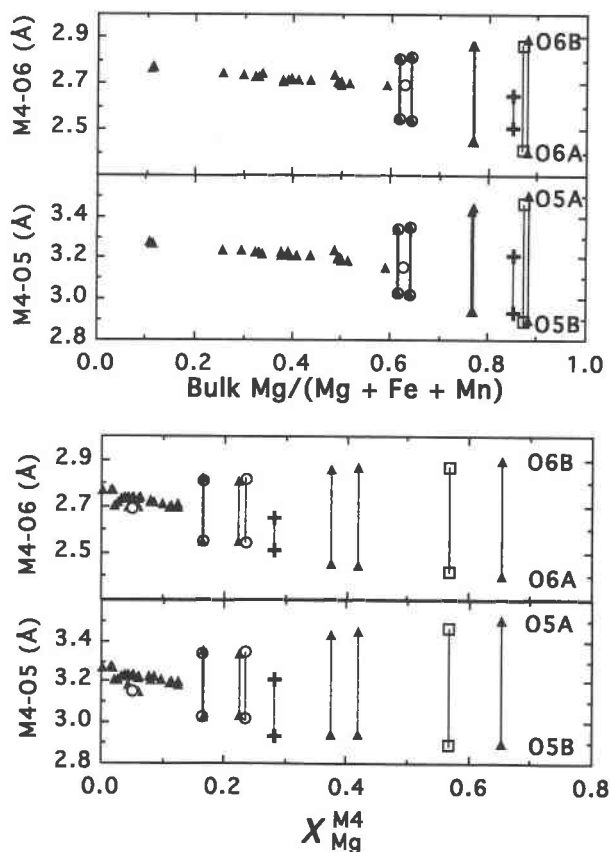 M4-O6 (Å)
2.9
2.7
2.5
O6B
O6A
M4-O5 (Å)
3.4
3.2
3.0
2.8
O5A
O5B
0.0 0.2 0.4 0.6 0.8 1.0
Bulk Mg/(Mg + Fe + Mn)
M4-O6 (Å)
2.9
2.7
2.5
O6B
O6A
M4-O5 (Å)
3.4
3.2
3.0
2.8
O5A
O5B
0.0 0.2 0.4 0.6 0.8
X M4 Mg